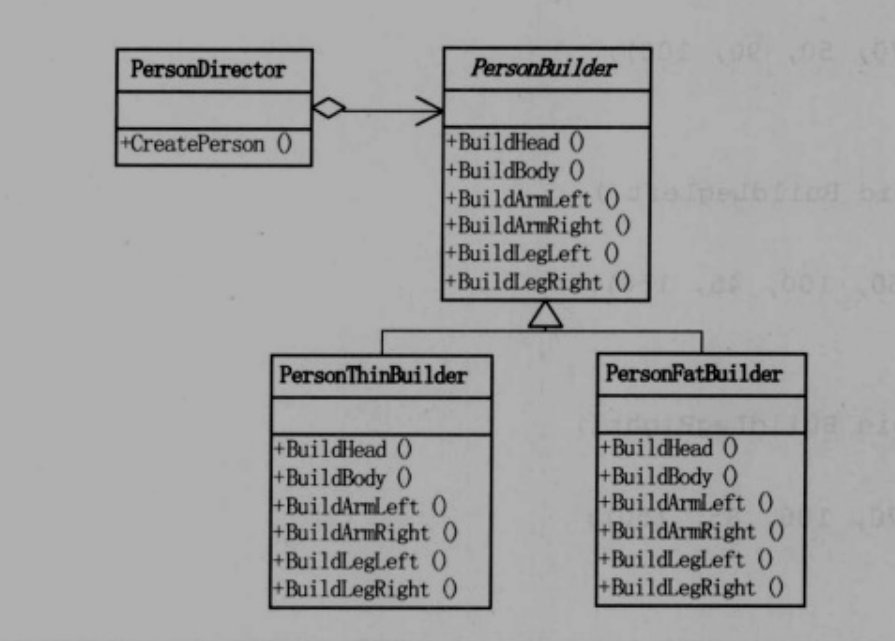 PersonDirector
+CreatePerson ()
PersonBuilder
+BuildHead ()
+BuildBody ()
+BuildArmLeft ()
+BuildArmRight ()
+BuildLegLeft ()
+BuildLegRight ()
PersonThinBuilder
+BuildHead ()
+BuildBody ()
+BuildArmLeft ()
+BuildArmRight ()
+BuildLegLeft ()
+BuildLegRight ()
PersonFatBuilder
+BuildHead ()
+BuildBody ()
+BuildArmLeft ()
+BuildArmRight ()
+BuildLegLeft ()
+BuildLegRight ()